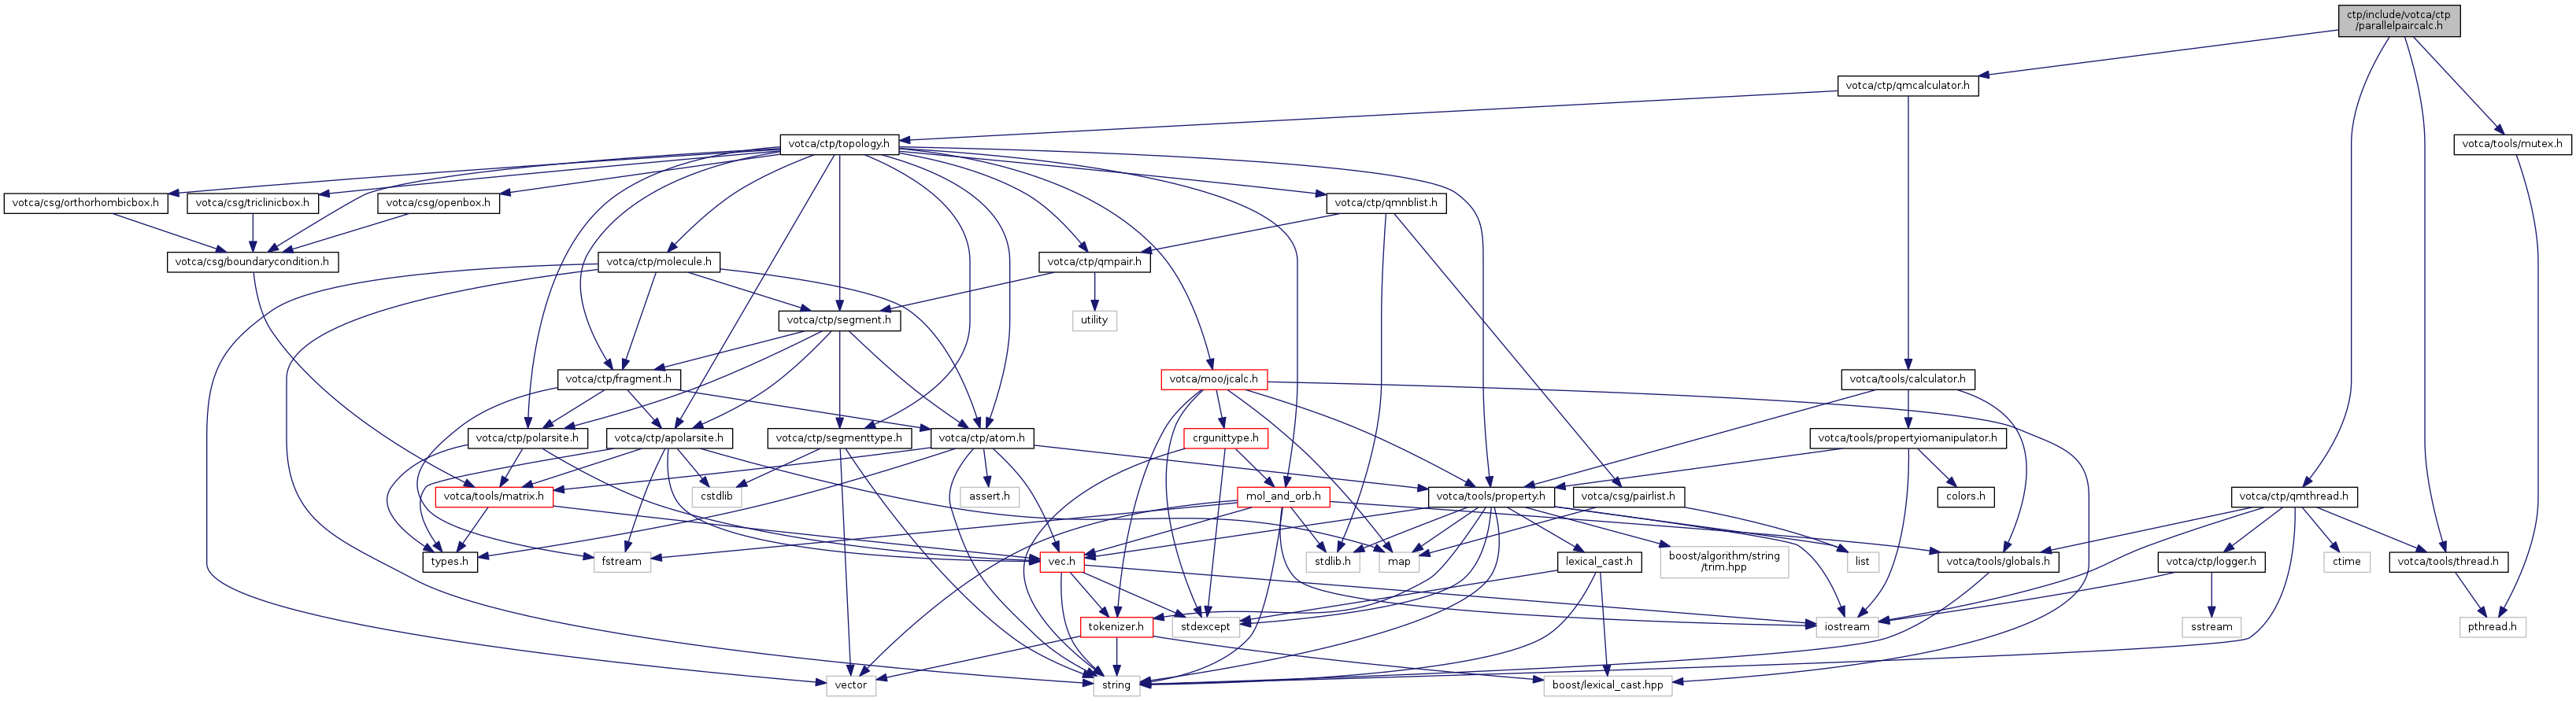 ctp/include/votca/ctp
/parallelpaircalc.h
votca/ctp/qmcalculator.h
votca/ctp/topology.h
votca/tools/mutex.h
votca/csg/orthorhombicbox.h
votca/csg/triclinicbox.h
votca/csg/openbox.h
votca/ctp/qmnblist.h
votca/csg/boundarycondition.h
votca/ctp/molecule.h
votca/ctp/qmpair.h
votca/ctp/segment.h
utility
votca/ctp/fragment.h
votca/moo/jcalc.h
votca/tools/calculator.h
votca/ctp/polarsite.h
votca/ctp/apolarsite.h
votca/ctp/segmenttype.h
votca/ctp/atom.h
crgunittype.h
votca/tools/propertyiomanipulator.h
votca/tools/matrix.h
cstdlib
assert.h
mol_and_orb.h
votca/tools/property.h
votca/csg/pairlist.h
colors.h
votca/ctp/qmthread.h
types.h
fstream
vec.h
stdlib.h
map
lexical_cast.h
boost/algorithm/string
/trim.hpp
list
votca/tools/globals.h
votca/ctp/logger.h
ctime
votca/tools/thread.h
tokenizer.h
stdexcept
iostream
sstream
pthread.h
vector
string
boost/lexical_cast.hpp